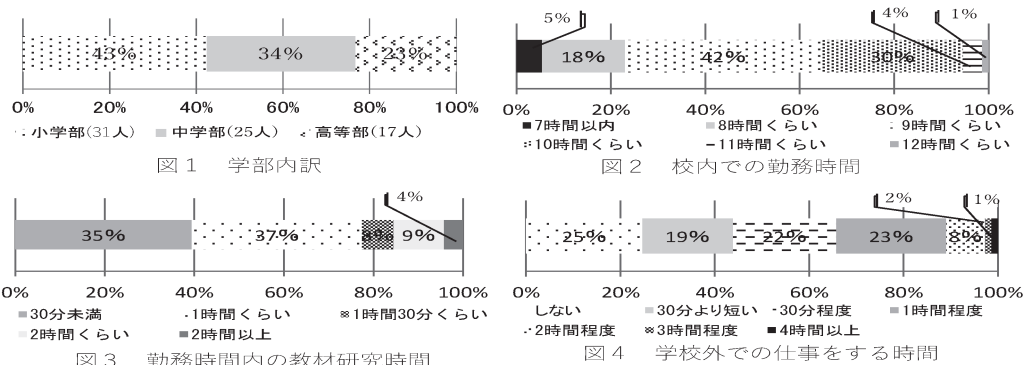 43% 34% 23%
0% 20% 40% 60% 80% 100%
小学部(31人) 中学部(25人) 高等部(17人)
図1 学部内訳
5% 4% 1%
18% 42% 30%
0% 20% 40% 60% 80% 100%
7時間以内 8時間くらい 9時間くらい
10時間くらい 11時間くらい 12時間くらい
図2 校内での勤務時間
4%
35% 37% 8% 9%
0% 20% 40% 60% 80% 100%
30分未満 1時間くらい 1時間30分くらい
2時間くらい 2時間以上
図3 勤務時間内の教材研究時間
2% 1%
25% 19% 22% 23% 8%
0% 20% 40% 60% 80% 100%
しない 30分より短い 30分程度 1時間程度
2時間程度 3時間程度 4時間以上
図4 学校外での仕事をする時間